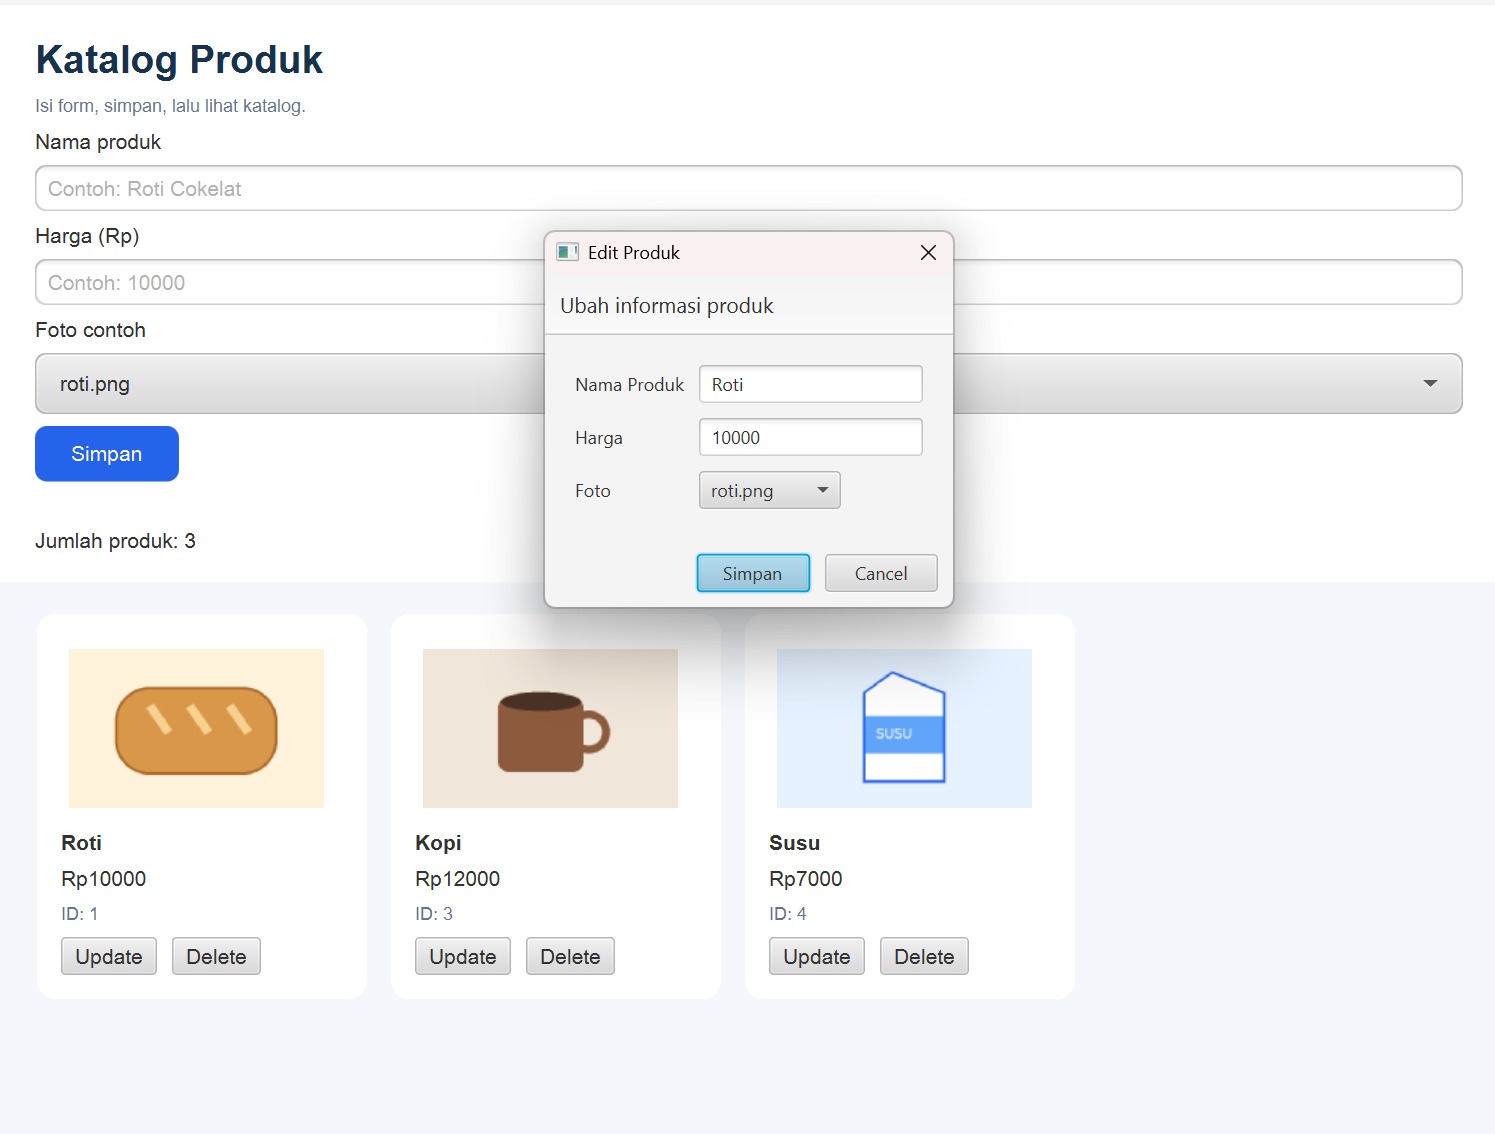 Katalog Produk
Isi form, simpan, lalu lihat katalog.
Nama produk
Contoh: Roti Cokelat
Harga (Rp)
Contoh: 10000
Foto contoh
roti.png
Simpan
Jumlah produk: 3
Edit Produk
Ubah informasi produk
Nama Produk Roti
Harga 10000
Foto roti.png
Simpan Cancel
SUSU
Roti
Rp10000
ID: 1
Update Delete
Kopi
Rp12000
ID: 3
Update Delete
Susu
Rp7000
ID: 4
Update Delete